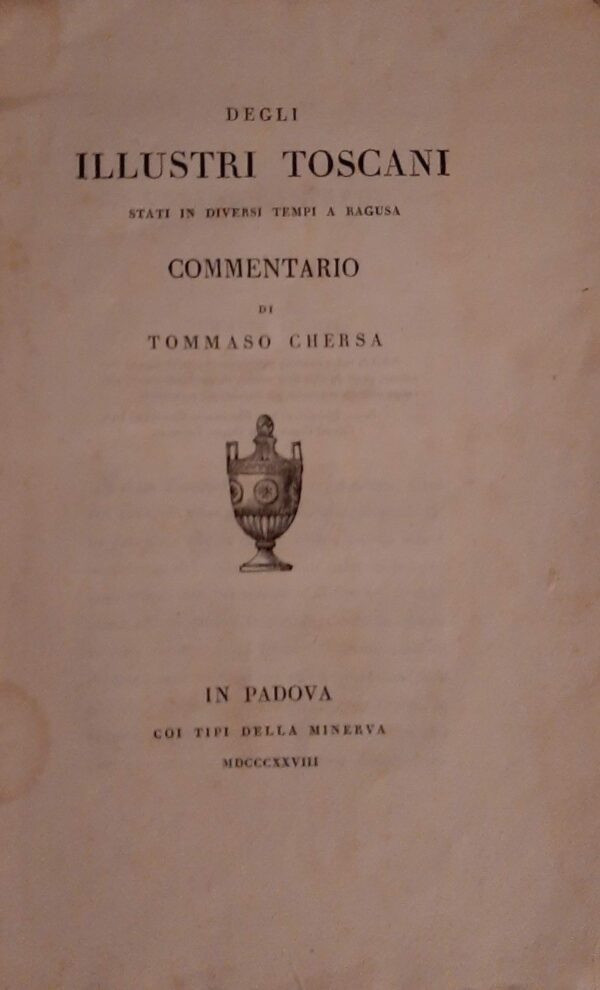 DEGLI
ILLUSTRI TOSCANI
STATI IN DIVERSI TEMPI A RAGUSA
COMMENTARIO
DI
TOMMASO CHERSA
IN PADOVA
COI TIPI DELLA MINERVA
MDCCCXXVIII